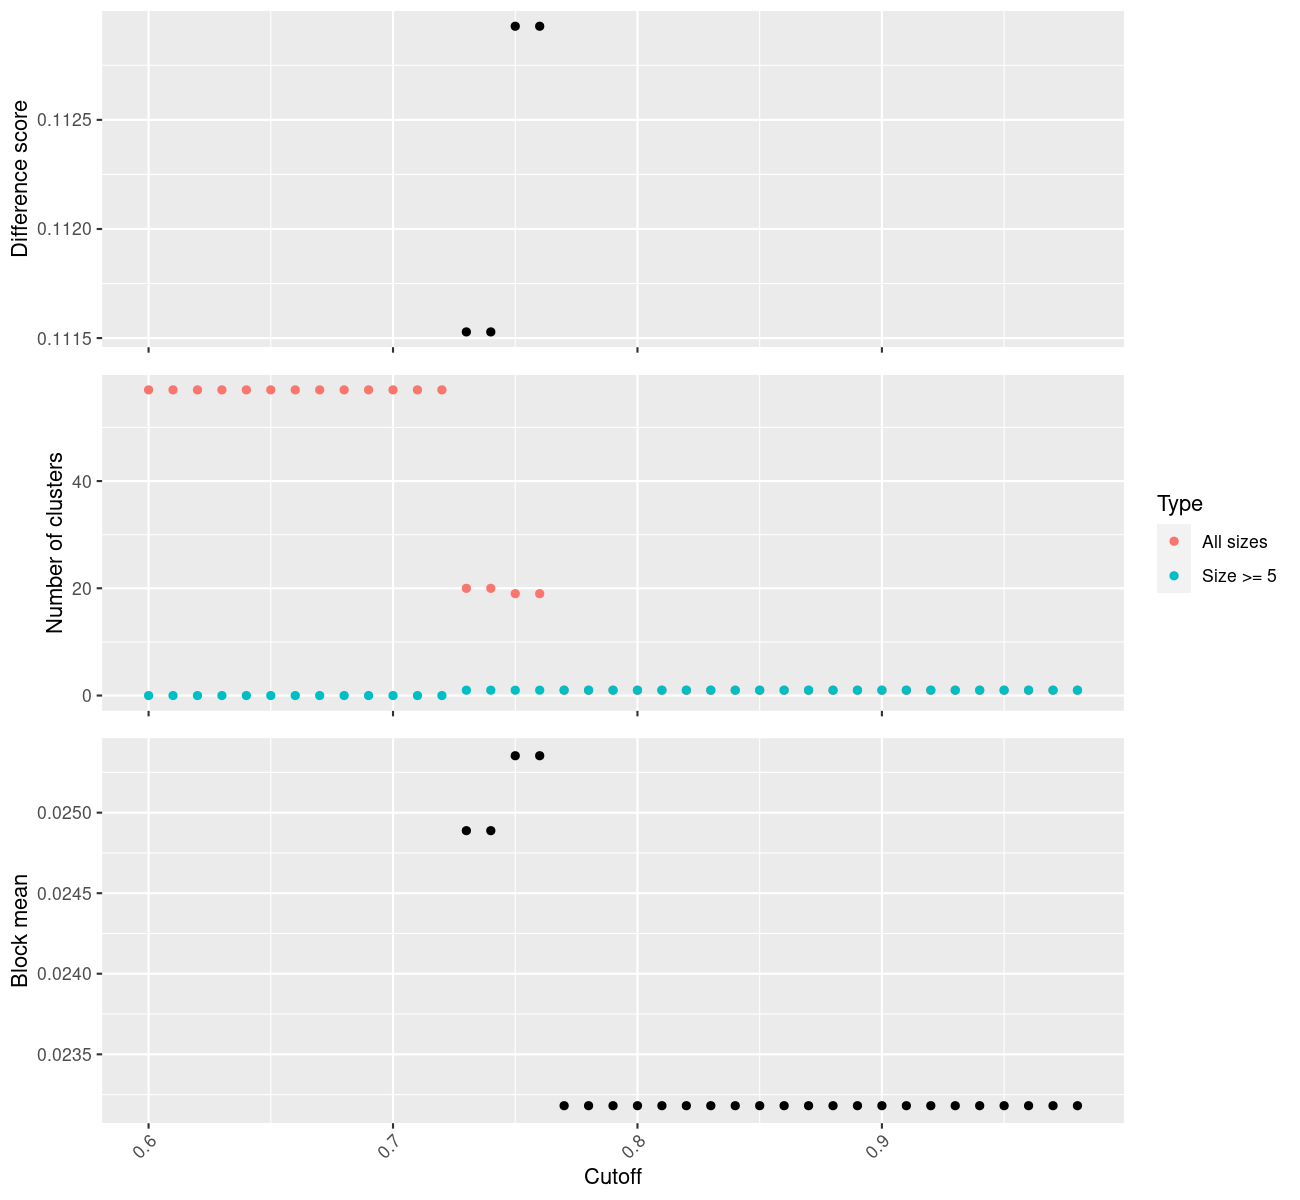 Difference score
0.1125
0.1120
0.1115
Number of clusters
40
20
0
Type
All sizes
Size >= 5
Block mean
0.0250
0.0245
0.0240
0.0235
0.6
0.7
0.8
0.9
Cutoff